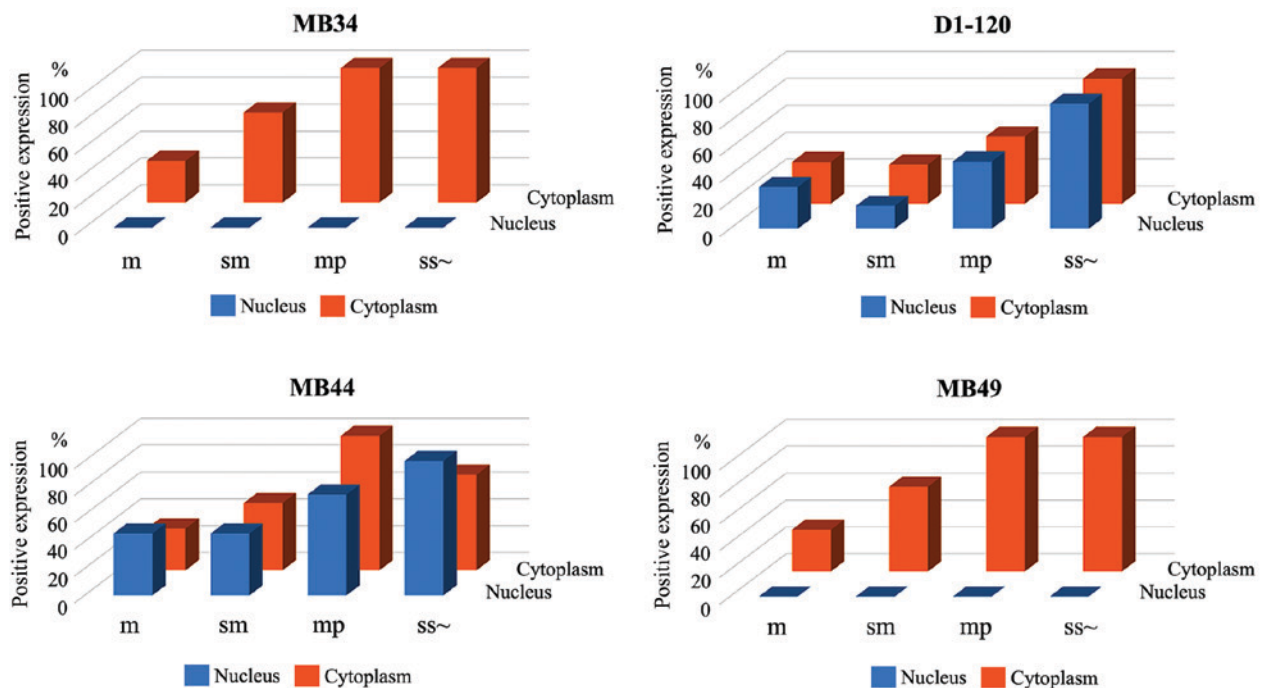 MB34
%
100
80
60
40
20
0
Positive expression
Cytoplasm
Nucleus
m sm mp ss~
Nucleus Cytoplasm
D1-120
%
100
80
60
40
20
0
Positive expression
Cytoplasm
Nucleus
m sm mp ss~
Nucleus Cytoplasm
MB44
%
100
80
60
40
20
0
Positive expression
Cytoplasm
Nucleus
m sm mp ss~
Nucleus Cytoplasm
MB49
%
100
80
60
40
20
0
Positive expression
Cytoplasm
Nucleus
m sm mp ss~
Nucleus Cytoplasm